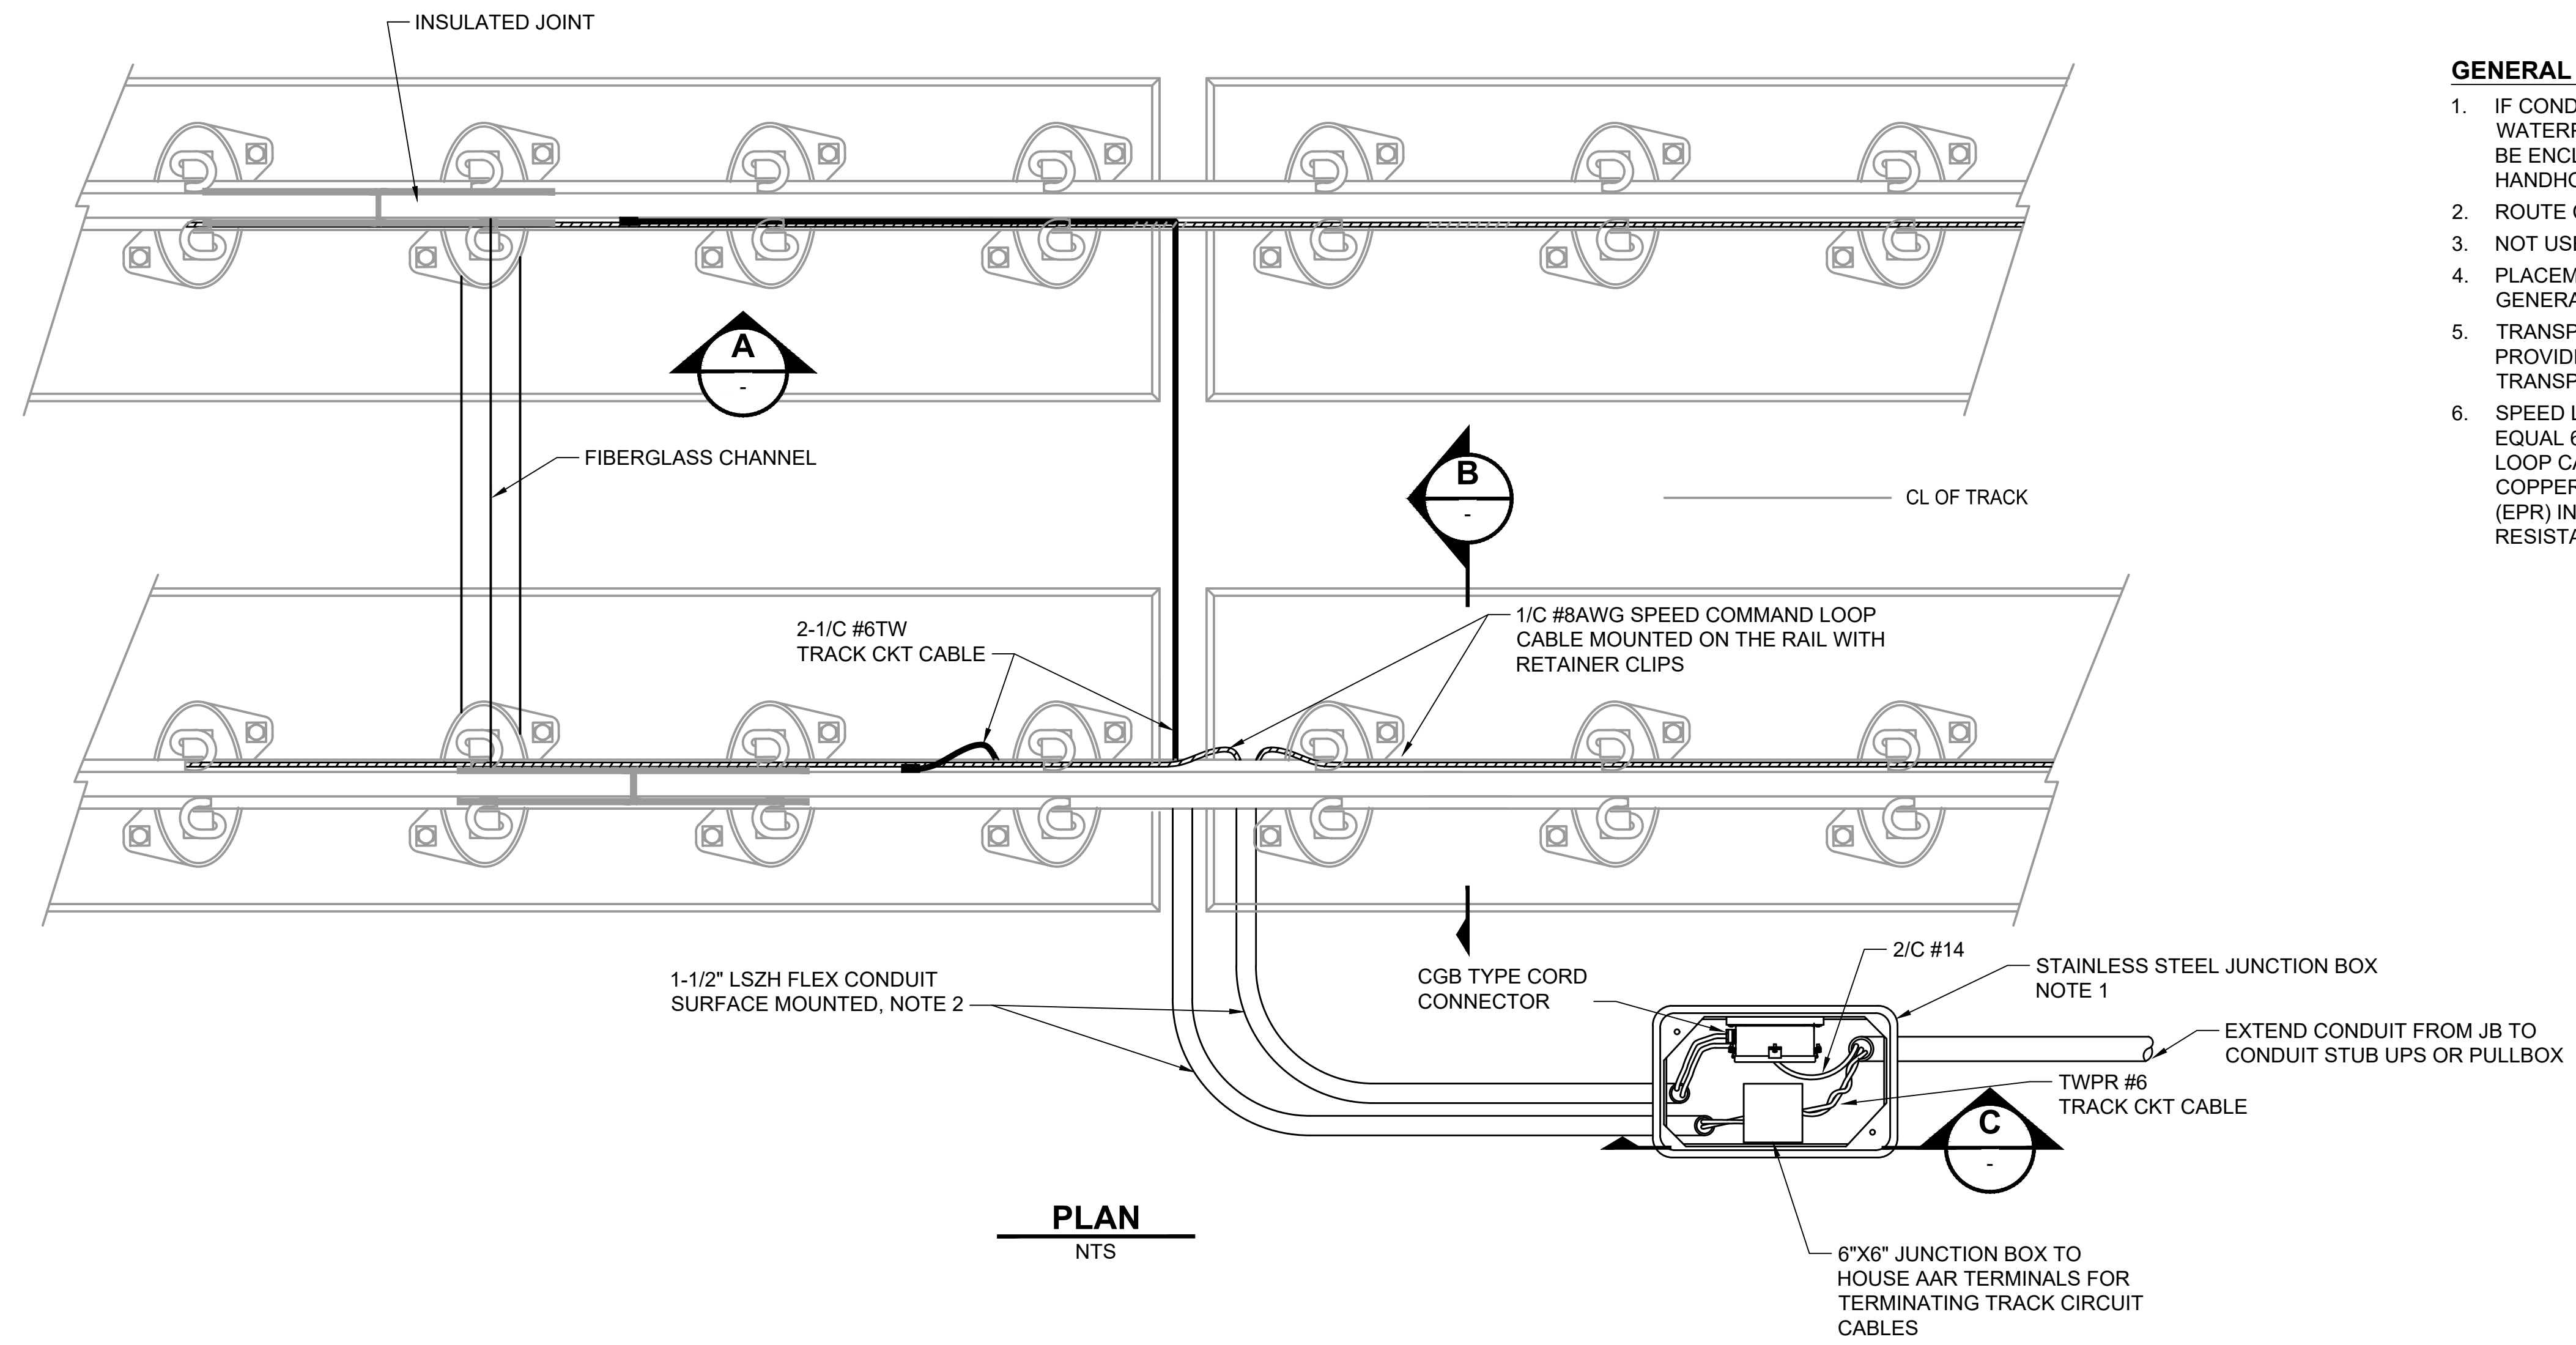 INSULATED JOINT
A
-
FIBERGLASS CHANNEL
B
-
CL OF TRACK
2-1/C #6TW
TRACK CKT CABLE
1/C #8AWG SPEED COMMAND LOOP
CABLE MOUNTED ON THE RAIL WITH
RETAINER CLIPS
1-1/2" LSZH FLEX CONDUIT
SURFACE MOUNTED, NOTE 2
CGB TYPE CORD
CONNECTOR
2/C #14
STAINLESS STEEL JUNCTION BOX
NOTE 1
EXTEND CONDUIT FROM JB TO
CONDUIT STUB UPS OR PULLBOX
TWPR #6
TRACK CKT CABLE
C
-
6"X6" JUNCTION BOX TO
HOUSE AAR TERMINALS FOR
TERMINATING TRACK CIRCUIT
CABLES
PLAN
NTS
GENERAL
1. IF COND
WATER
BE ENCL
HANDHO
2. ROUTE
3. NOT USE
4. PLACEM
GENERA
5. TRANSP
PROVID
TRANSP
6. SPEED L
EQUAL 6
LOOP CA
COPPER
(EPR) IN
RESISTA